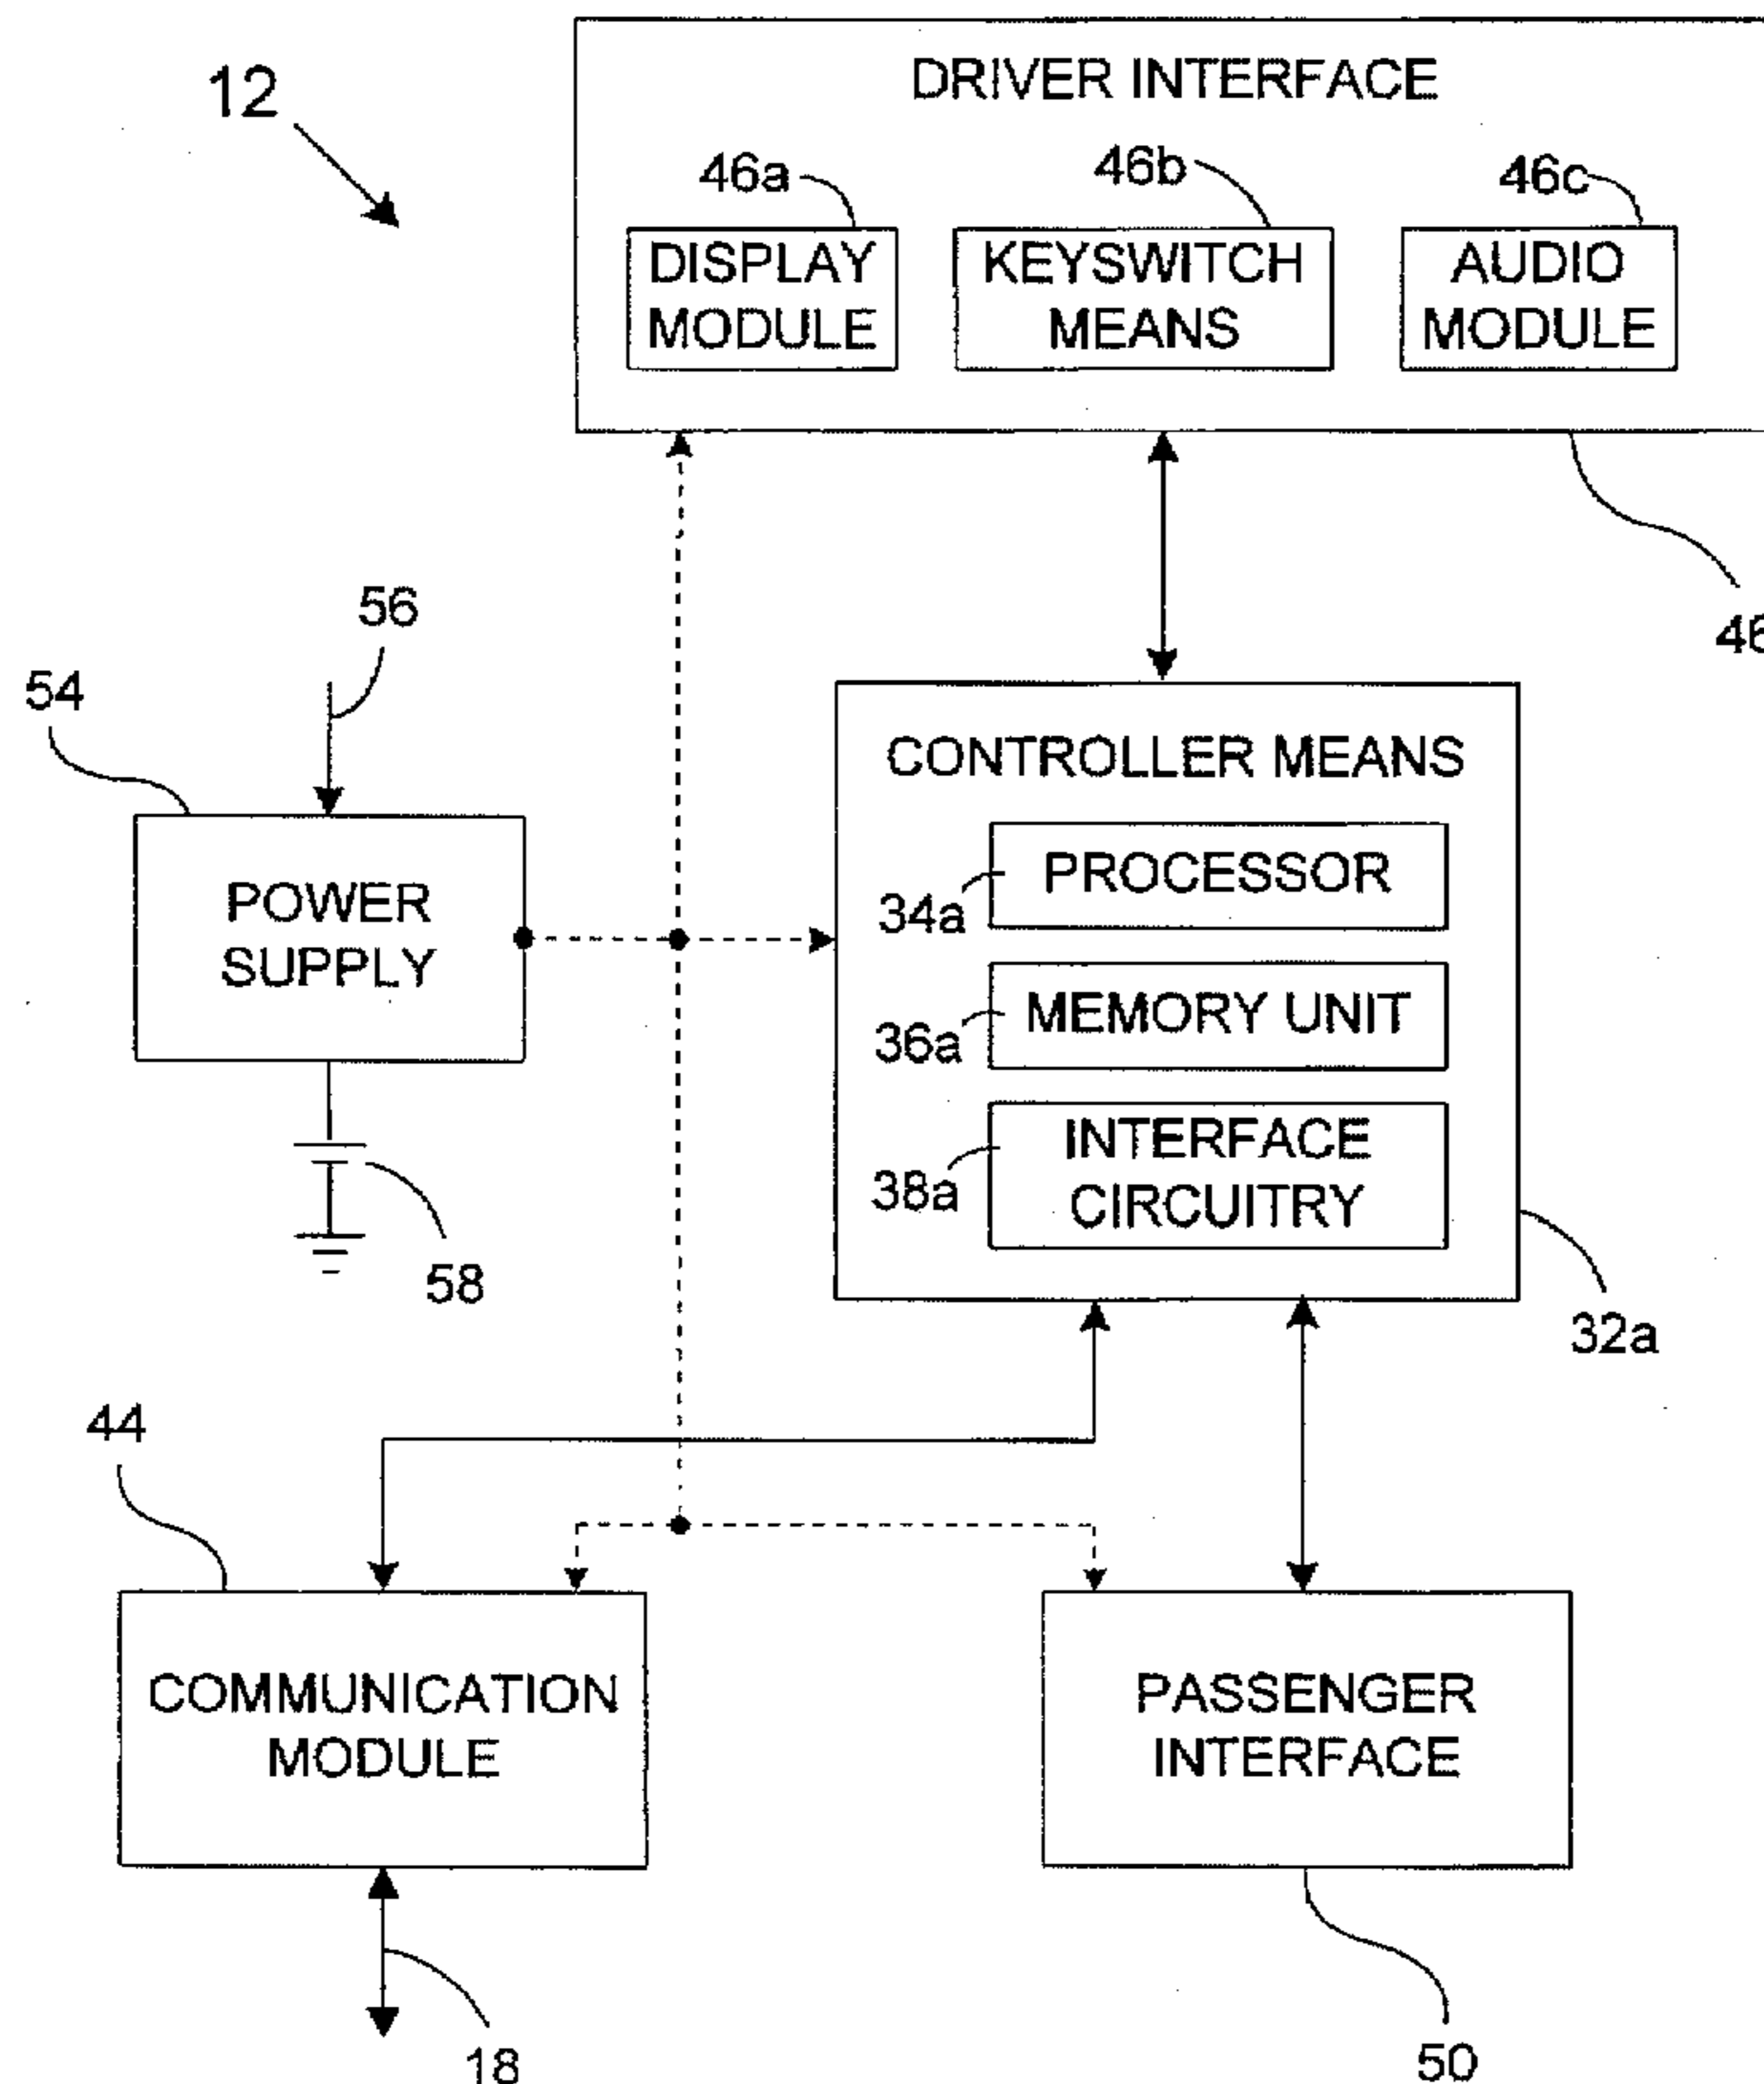 12
DRIVER INTERFACE
46a
46b
46c
DISPLAY
MODULE
KEYSWITCH
MEANS
AUDIO
MODULE
46
56
54
POWER
SUPPLY
58
CONTROLLER MEANS
34a
PROCESSOR
36a
MEMORY UNIT
38a
INTERFACE
CIRCUITRY
32a
44
COMMUNICATION
MODULE
18
PASSENGER
INTERFACE
50